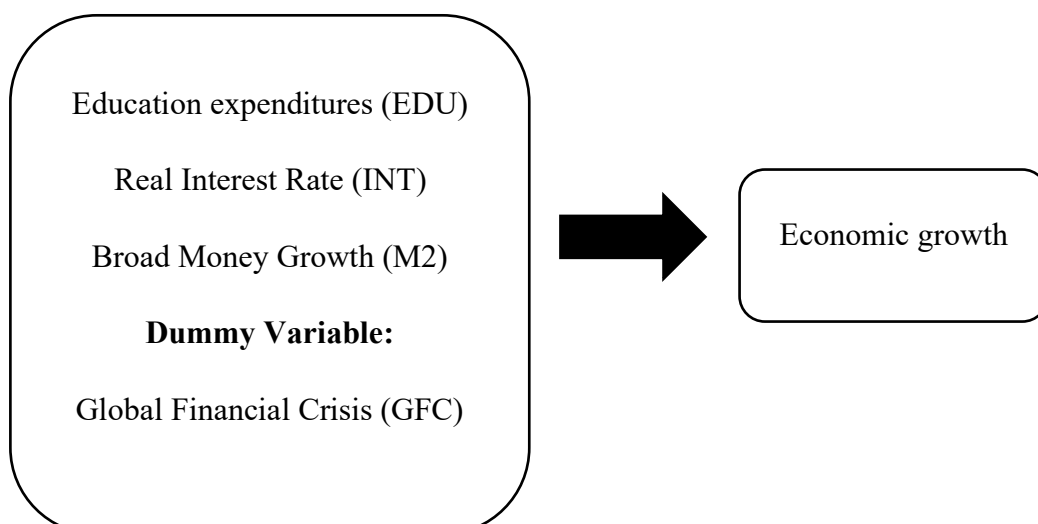 Education expenditures (EDU)
Real Interest Rate (INT)
Broad Money Growth (M2)
Dummy Variable:
Global Financial Crisis (GFC)
Economic growth